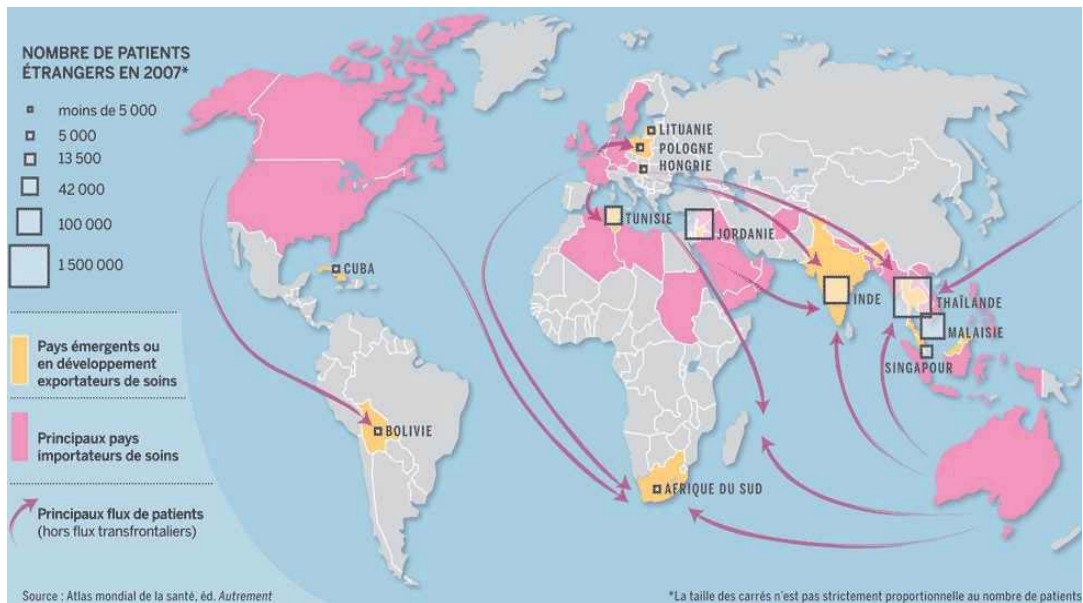 NOMBRE DE PATIENTS
ÉTRANGERS EN 2007*
moins de 5 000
5 000
13 500
42 000
100 000
1 500 000
Pays émergents ou
en développement
exportateurs de soins
Principaux pays
importateurs de soins
Principaux flux de patients
(hors flux transfrontaliers)
LITUANIE
POLOGNE
HONGRIE
TUNISIE
JORDANIE
CUBA
INDE
THAÏLANDE
MALAISIE
SINGAPOUR
BOLIVIE
AFRIQUE DU SUD
Source : Atlas mondial de la santé, éd. Autrement
*La taille des carrés n'est pas strictement proportionnelle au nombre de patients